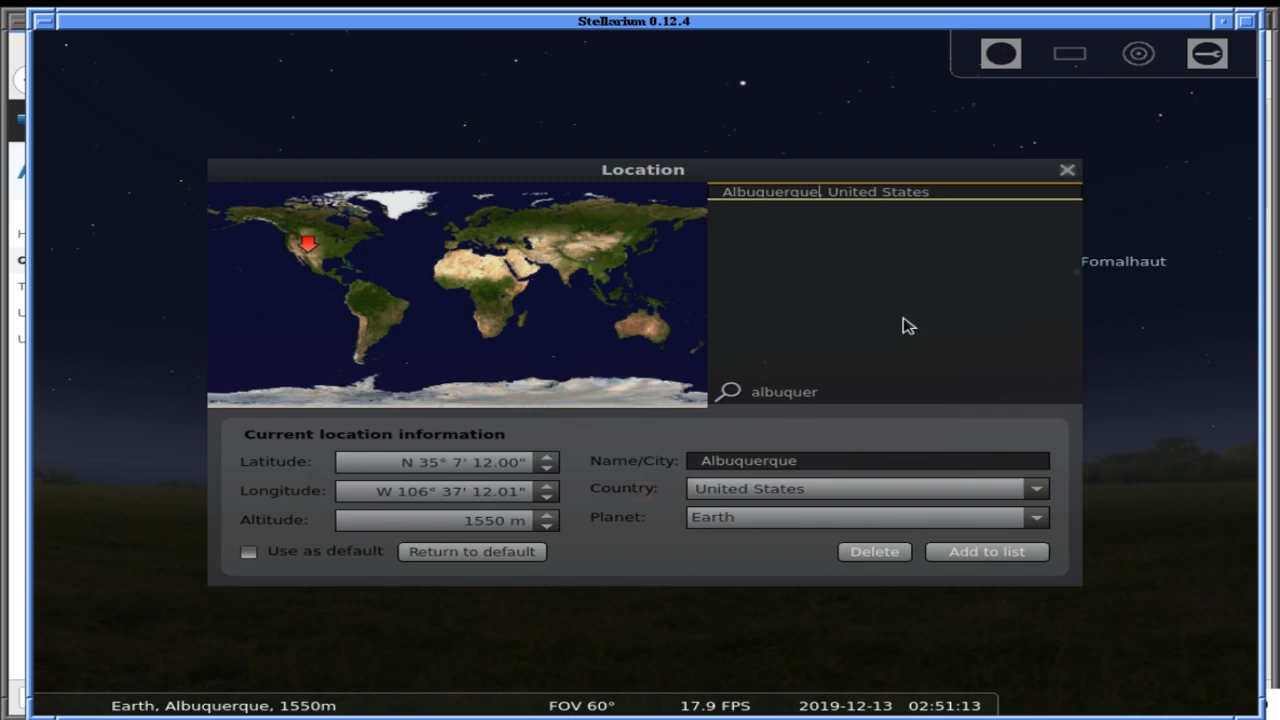 Stellarium 0.12.4
Location
Albuquerque, United States
Fomalhaut
albuquer
Current location information
Latitude: N 35° 7' 12.00"
Name/City: Albuquerque
Longitude: W 106° 37' 12.01"
Country: United States
Altitude: 1550 m
Planet: Earth
Use as default
Return to default
Delete
Add to list
Earth, Albuquerque, 1550m FOV 60° 17.9 FPS 2019-12-13 02:51:13